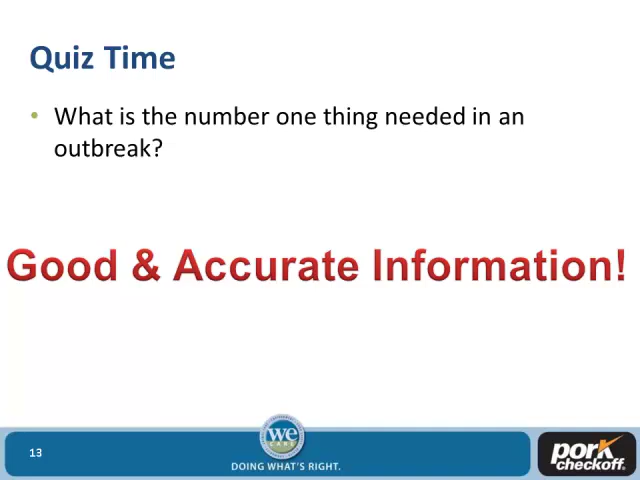 Quiz Time
• What is the number one thing needed in an
outbreak?
Good & Accurate Information!
13
we
CARE
DOING WHAT'S RIGHT.
pork
checkoff.